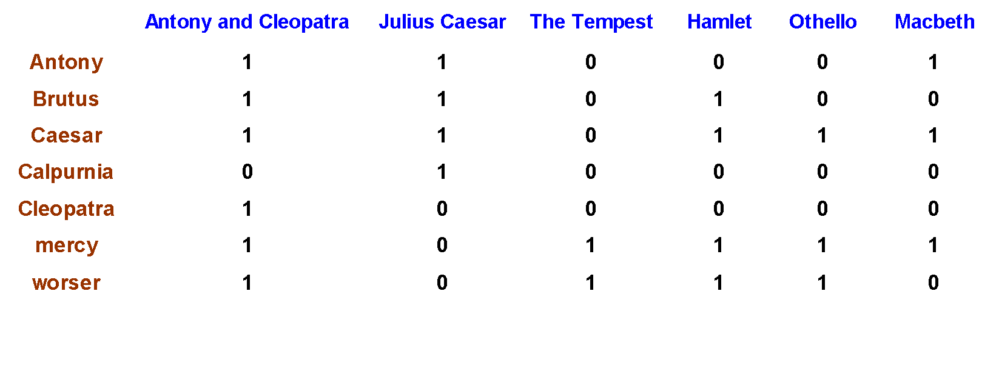 Antony and Cleopatra Julius Caesar The Tempest Hamlet Othello Macbeth
Antony 1 1 0 0 0 1
Brutus 1 1 0 1 0 0
Caesar 1 1 0 1 1 1
Calpurnia 0 1 0 0 0 0
Cleopatra 1 0 0 0 0 0
mercy 1 0 1 1 1 1
worser 1 0 1 1 1 0